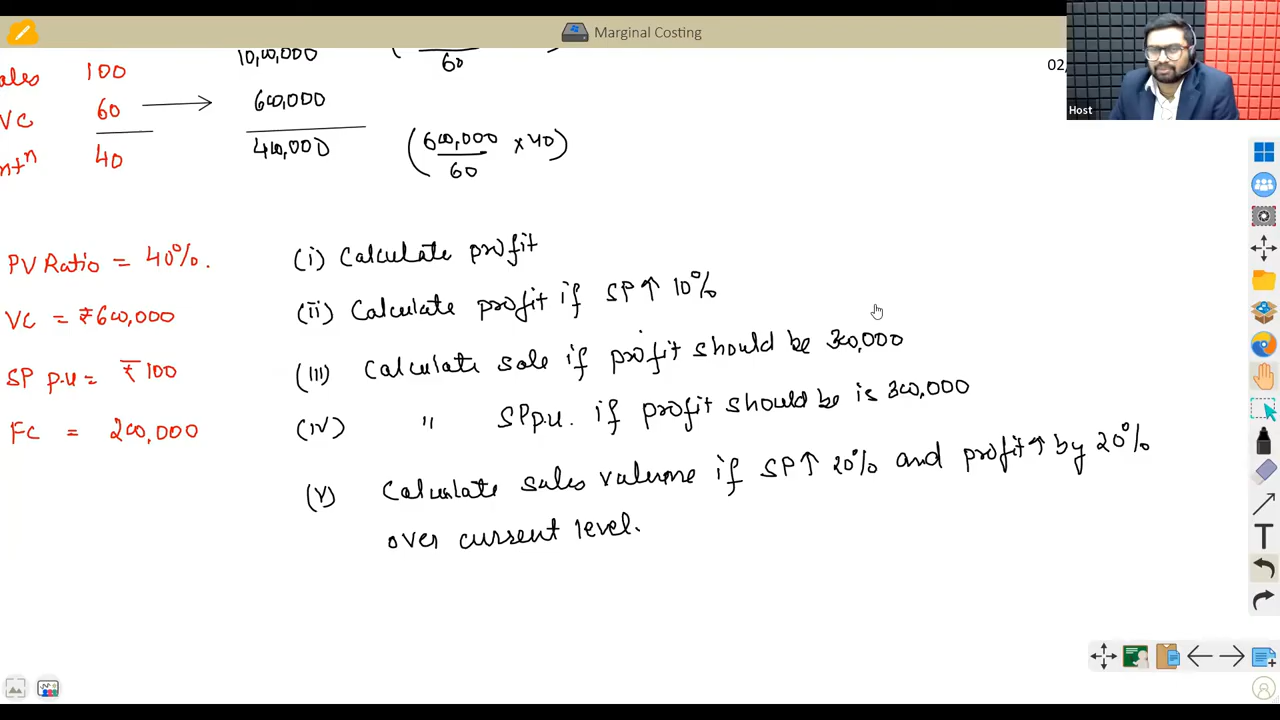 Marginal Costing
10,00,000
60
02/
ales 100
VC 60 600,000
40 400,000 (600,000/60 × 40)
Host
PV Ratio = 40%.
VC = ₹600,000
SP p.u = ₹100
FC = 200,000
(i) Calculate profit
(ii) Calculate profit if SP↑ 10%
(iii) Calculate sale if profit should be 300,000
(iv) " SP p.u. if profit should be is 300,000
(v) Calculate sales volume if SP↑ 20% and profit↑ by 20%
over current level.
T